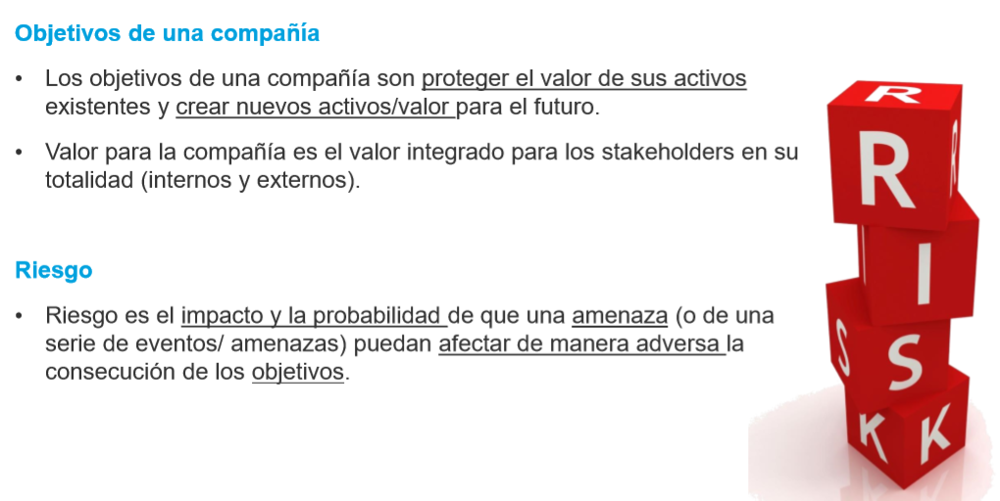 Objetivos de una compañía
• Los objetivos de una compañía son proteger el valor de sus activos
existentes y crear nuevos activos/valor para el futuro.
• Valor para la compañía es el valor integrado para los stakeholders en su
totalidad (internos y externos).
Riesgo
• Riesgo es el impacto y la probabilidad de que una amenaza (o de una
serie de eventos/ amenazas) puedan afectar de manera adversa la
consecución de los objetivos.
R
R R
I I
S S
K K